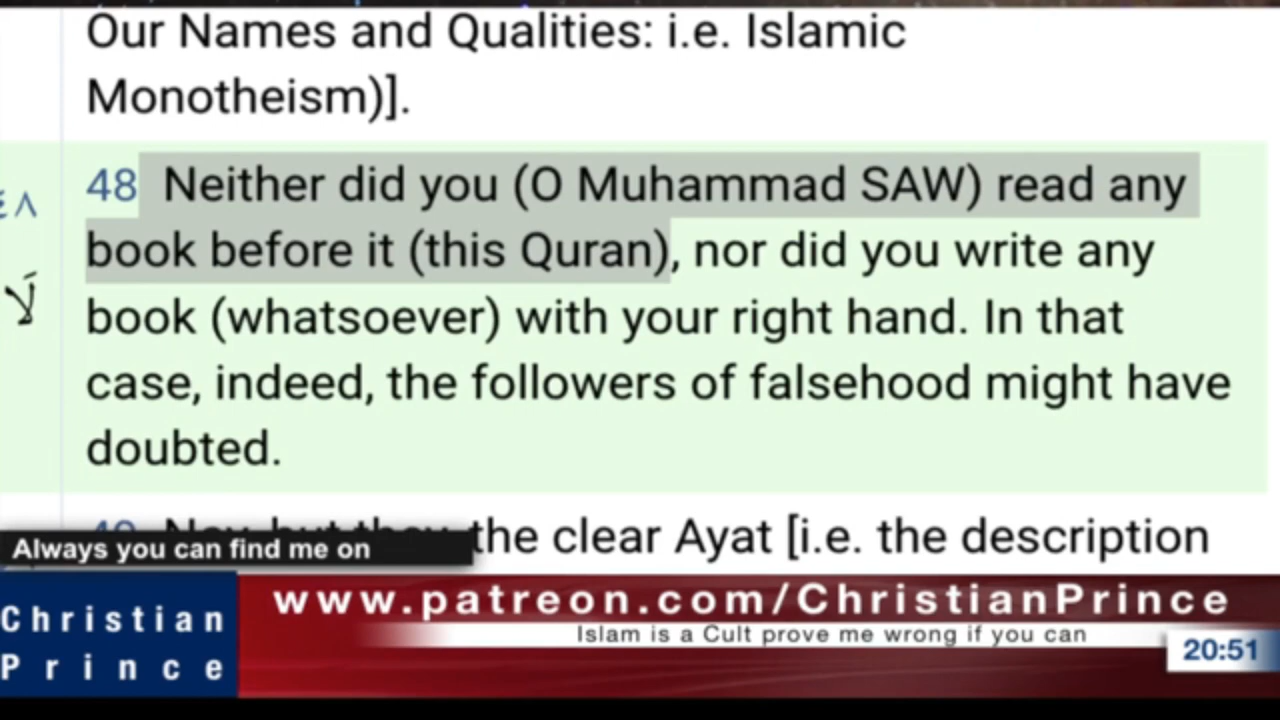 Our Names and Qualities: i.e. Islamic
Monotheism)].
48 Neither did you (O Muhammad SAW) read any
book before it (this Quran), nor did you write any
book (whatsoever) with your right hand. In that
case, indeed, the followers of falsehood might have
doubted.
٤٨
لَا
the clear Ayat [i.e. the description
Always you can find me on
Christian
Prince
www.patreon.com/ChristianPrince
Islam is a Cult prove me wrong if you can
20:51